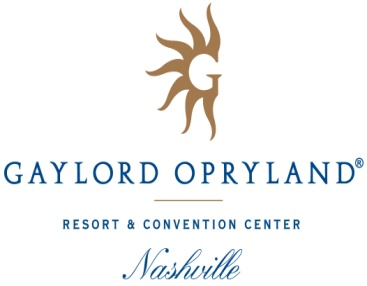 G
GAYLORD OPRYLAND®
RESORT & CONVENTION CENTER
Nashville